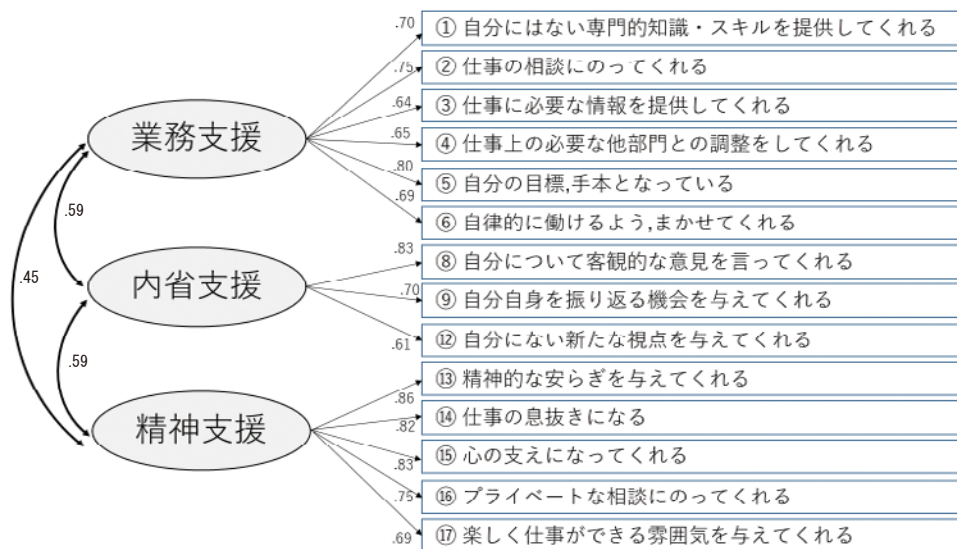 業務支援
内省支援
精神支援
.59
.45
.59
.70
① 自分にはない専門的知識・スキルを提供してくれる
.75
② 仕事の相談にのってくれる
.64
③ 仕事に必要な情報を提供してくれる
.65
④ 仕事上の必要な他部門との調整をしてくれる
.80
⑤ 自分の目標,手本となっている
.69
⑥ 自律的に働けるよう,まかせてくれる
.83
⑧ 自分について客観的な意見を言ってくれる
.70
⑨ 自分自身を振り返る機会を与えてくれる
.61
⑫ 自分にない新たな視点を与えてくれる
.86
⑬ 精神的な安らぎを与えてくれる
.82
⑭ 仕事の息抜きになる
.83
⑮ 心の支えになってくれる
.75
⑯ プライベートな相談にのってくれる
.69
⑰ 楽しく仕事ができる雰囲気を与えてくれる